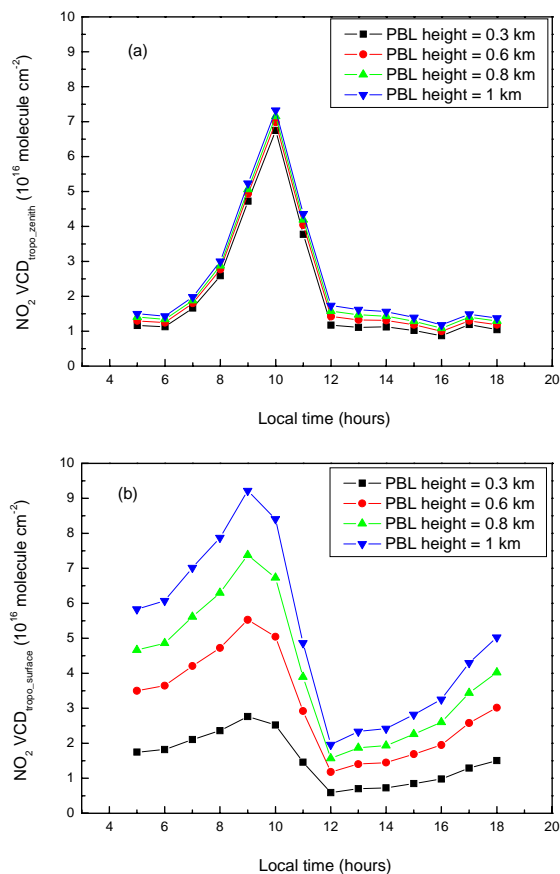 (a)
PBL height = 0.3 km
PBL height = 0.6 km
PBL height = 0.8 km
PBL height = 1 km
10
9
8
7
6
5
4
3
2
1
0
NO2 VCDtropo_zenith (10^16 molecule cm^-2)
4 6 8 10 12 14 16 18 20
Local time (hours)
(b)
PBL height = 0.3 km
PBL height = 0.6 km
PBL height = 0.8 km
PBL height = 1 km
10
9
8
7
6
5
4
3
2
1
0
NO2 VCDtropo_surface (10^16 molecule cm^-2)
4 6 8 10 12 14 16 18 20
Local time (hours)